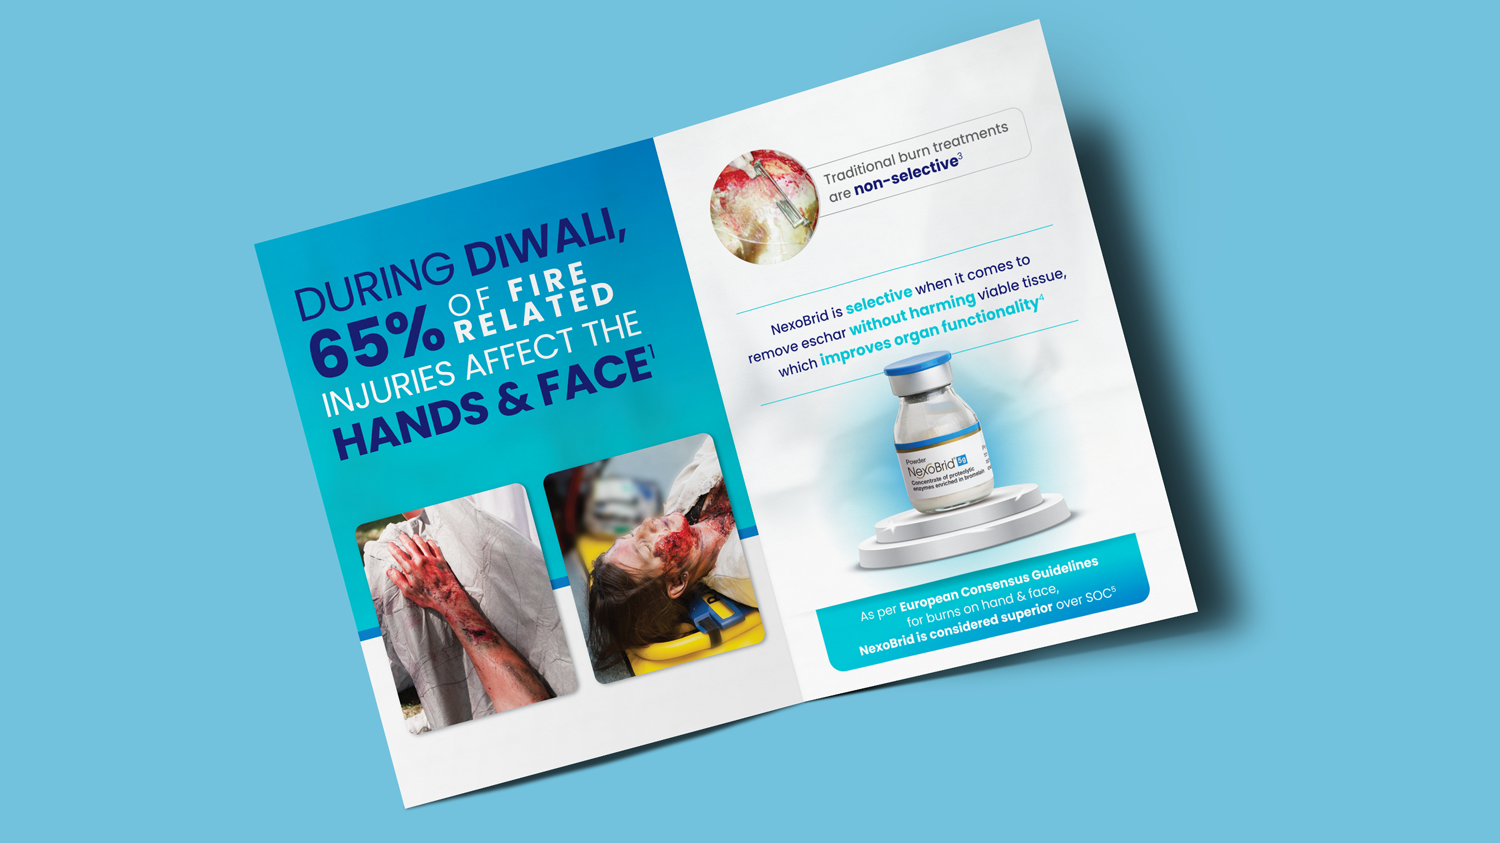 DURING DIWALI,
65% OF FIRE
RELATED
INJURIES AFFECT THE
HANDS & FACE¹
Traditional burn treatments
are non-selective³
NexoBrid is selective when it comes to
remove eschar without harming viable tissue,
which improves organ functionality⁴
Powder
NexoBrid 5g
Concentrate of proteolytic
enzymes enriched in bromelain
As per European Consensus Guidelines
for burns on hand & face,
NexoBrid is considered superior over SOC⁵